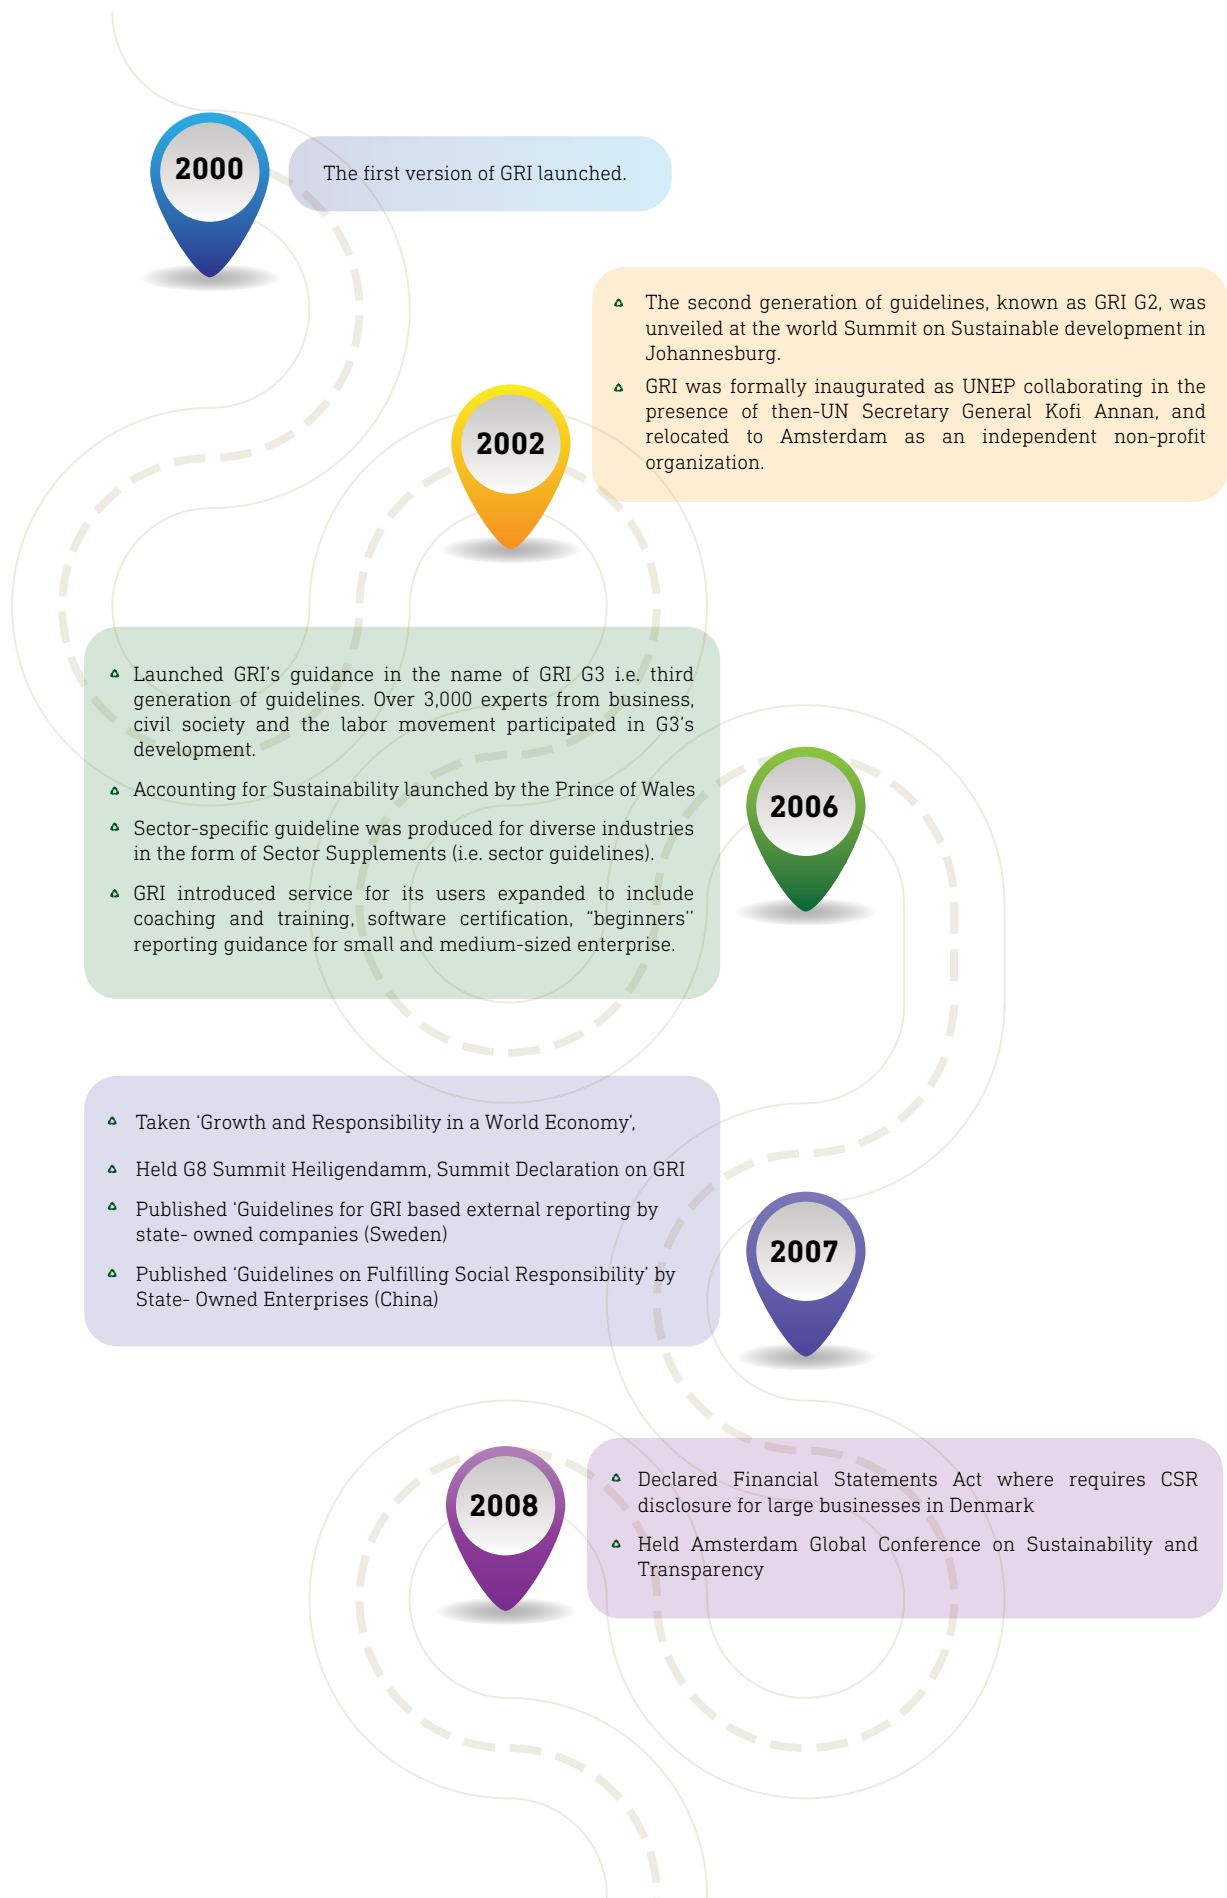 2000
The first version of GRI launched.
The second generation of guidelines, known as GRI G2, was
unveiled at the world Summit on Sustainable development in
Johannesburg.
GRI was formally inaugurated as UNEP collaborating in the
presence of then-UN Secretary General Kofi Annan, and
relocated to Amsterdam as an independent non-profit
organization.
2002
Launched GRI’s guidance in the name of GRI G3 i.e. third
generation of guidelines. Over 3,000 experts from business,
civil society and the labor movement participated in G3’s
development.
Accounting for Sustainability launched by the Prince of Wales
Sector-specific guideline was produced for diverse industries
in the form of Sector Supplements (i.e. sector guidelines).
GRI introduced service for its users expanded to include
coaching and training, software certification, “beginners’’
reporting guidance for small and medium-sized enterprise.
2006
Taken ‘Growth and Responsibility in a World Economy’,
Held G8 Summit Heiligendamm, Summit Declaration on GRI
Published ‘Guidelines for GRI based external reporting by
state- owned companies (Sweden)
Published ‘Guidelines on Fulfilling Social Responsibility’ by
State- Owned Enterprises (China)
2007
2008
Declared Financial Statements Act where requires CSR
disclosure for large businesses in Denmark
Held Amsterdam Global Conference on Sustainability and
Transparency